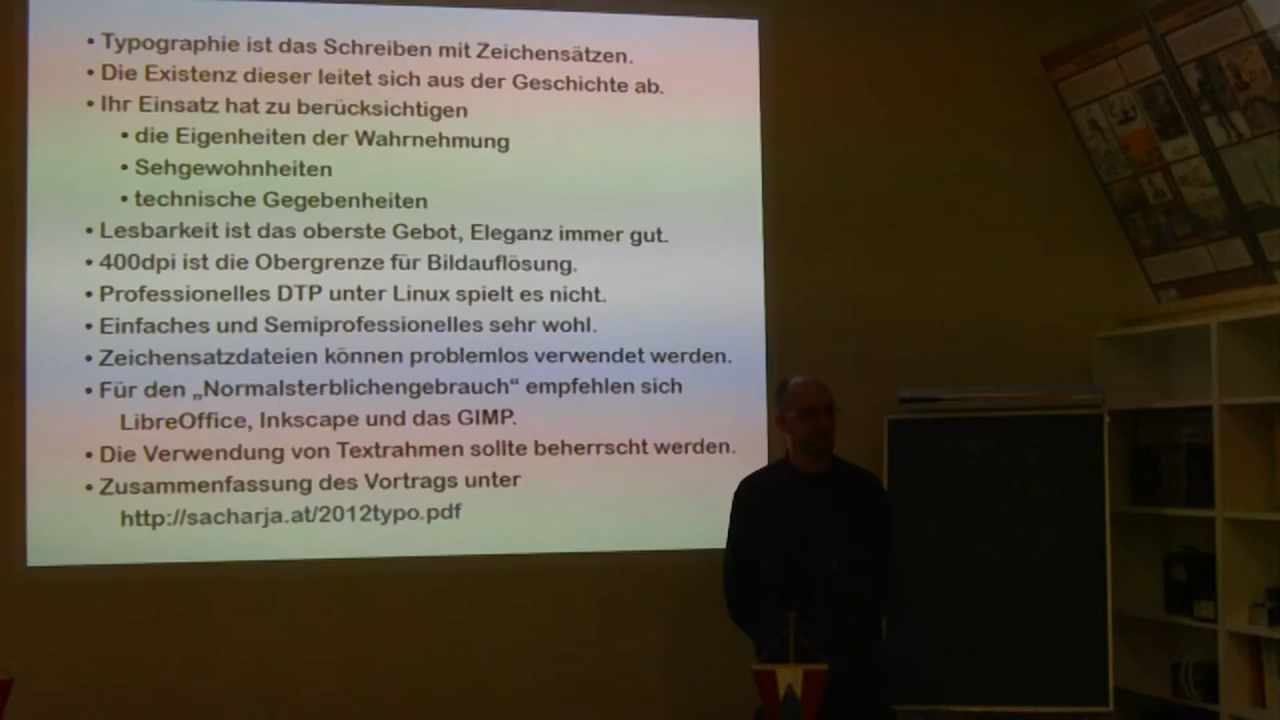 • Typographie ist das Schreiben mit Zeichensätzen.
• Die Existenz dieser leitet sich aus der Geschichte ab.
• Ihr Einsatz hat zu berücksichtigen
• die Eigenheiten der Wahrnehmung
• Sehgewohnheiten
• technische Gegebenheiten
• Lesbarkeit ist das oberste Gebot, Eleganz immer gut.
• 400dpi ist die Obergrenze für Bildauflösung.
• Professionelles DTP unter Linux spielt es nicht.
• Einfaches und Semiprofessionelles sehr wohl.
• Zeichensatzdateien können problemlos verwendet werden.
• Für den „Normalsterblichengebrauch“ empfehlen sich
LibreOffice, Inkscape und das GIMP.
• Die Verwendung von Textrahmen sollte beherrscht werden.
• Zusammenfassung des Vortrags unter
http://sacharja.at/2012typo.pdf